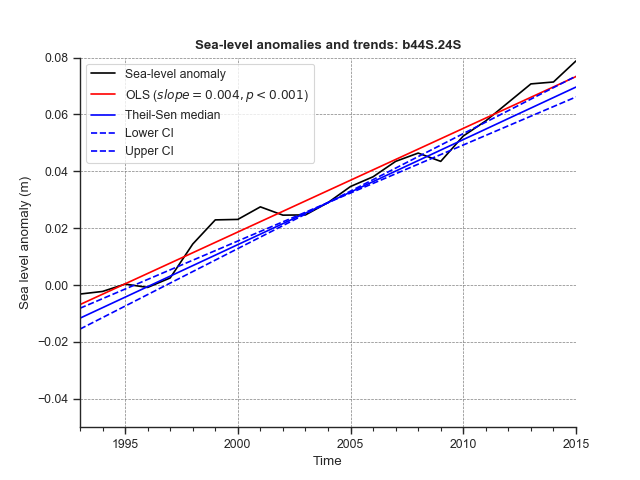 Sea-level anomalies and trends: b44S.24S
Sea-level anomaly
OLS (slope = 0.004, p < 0.001)
Theil-Sen median
Lower CI
Upper CI
Sea level anomaly (m)
0.08
0.06
0.04
0.02
0.00
−0.02
−0.04
1995
2000
2005
2010
2015
Time